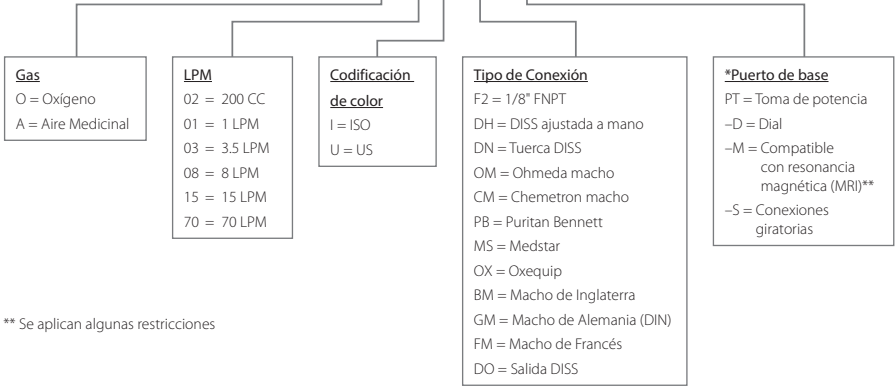 Gas
O = Oxígeno
A = Aire Medicinal
LPM
02 = 200 CC
01 = 1 LPM
03 = 3.5 LPM
08 = 8 LPM
15 = 15 LPM
70 = 70 LPM
Codificación
de color
I = ISO
U = US
Tipo de Conexión
F2 = 1/8" FNPT
DH = DISS ajustada a mano
DN = Tuerca DISS
OM = Ohmeda macho
CM = Chemetron macho
PB = Puritan Bennett
MS = Medstar
OX = Oxequip
BM = Macho de Inglaterra
GM = Macho de Alemania (DIN)
FM = Macho de Francés
DO = Salida DISS
*Puerto de base
PT = Toma de potencia
–D = Dial
–M = Compatible
con resonancia
magnética (MRI)**
–S = Conexiones
giratorias
** Se aplican algunas restricciones